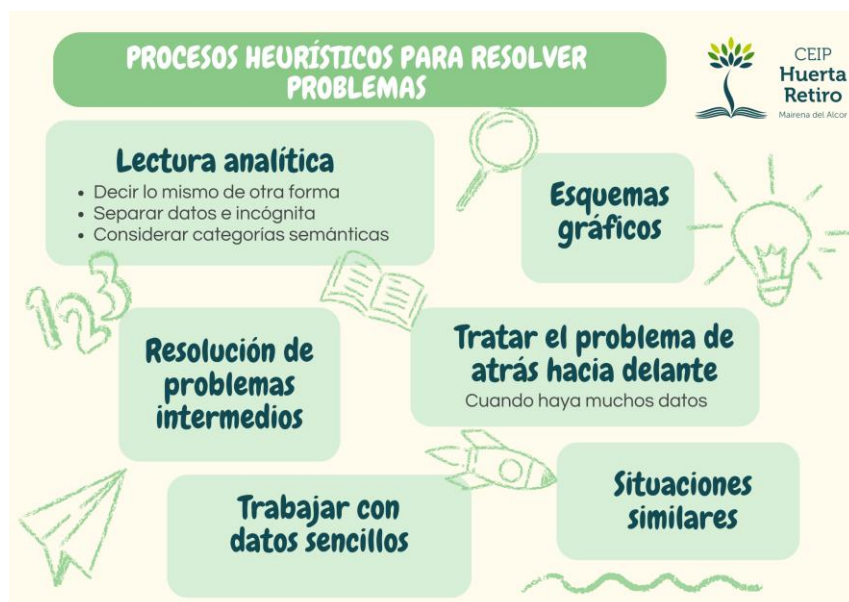 PROCESOS HEURÍSTICOS PARA RESOLVER
PROBLEMAS
CEIP
Huerta
Retiro
Mairena del Alcor
Lectura analítica
• Decir lo mismo de otra forma
• Separar datos e incógnita
• Considerar categorías semánticas
Esquemas
gráficos
123
Resolución de
problemas
intermedios
Tratar el problema de
atrás hacia delante
Cuando haya muchos datos
Trabajar con
datos sencillos
Situaciones
similares